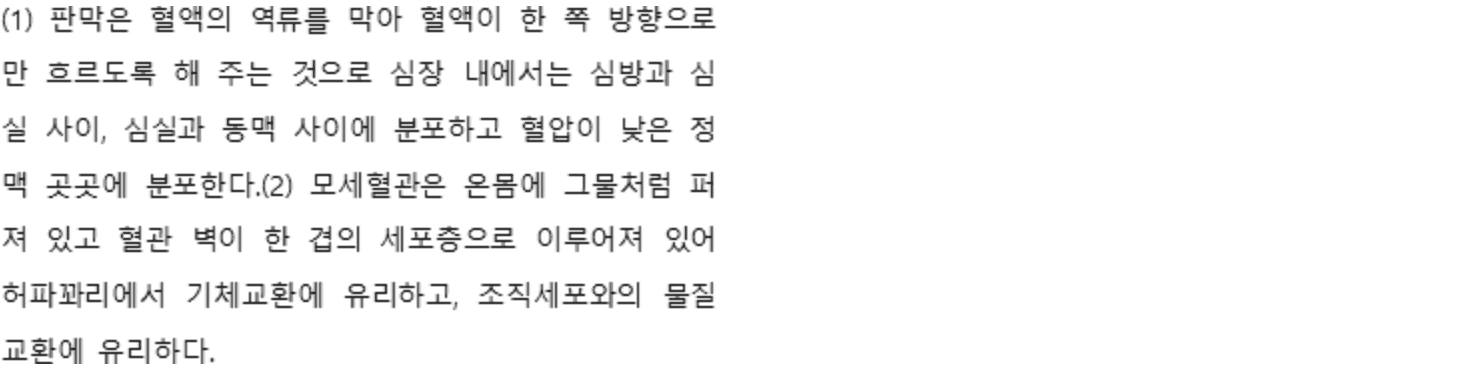 (1) 판막은 혈액의 역류를 막아 혈액이 한 쪽 방향으로
만 흐르도록 해 주는 것으로 심장 내에서는 심방과 심
실 사이, 심실과 동맥 사이에 분포하고 혈압이 낮은 정
맥 곳곳에 분포한다.(2) 모세혈관은 온몸에 그물처럼 퍼
져 있고 혈관 벽이 한 겹의 세포층으로 이루어져 있어
허파꽈리에서 기체교환에 유리하고, 조직세포와의 물질
교환에 유리하다.